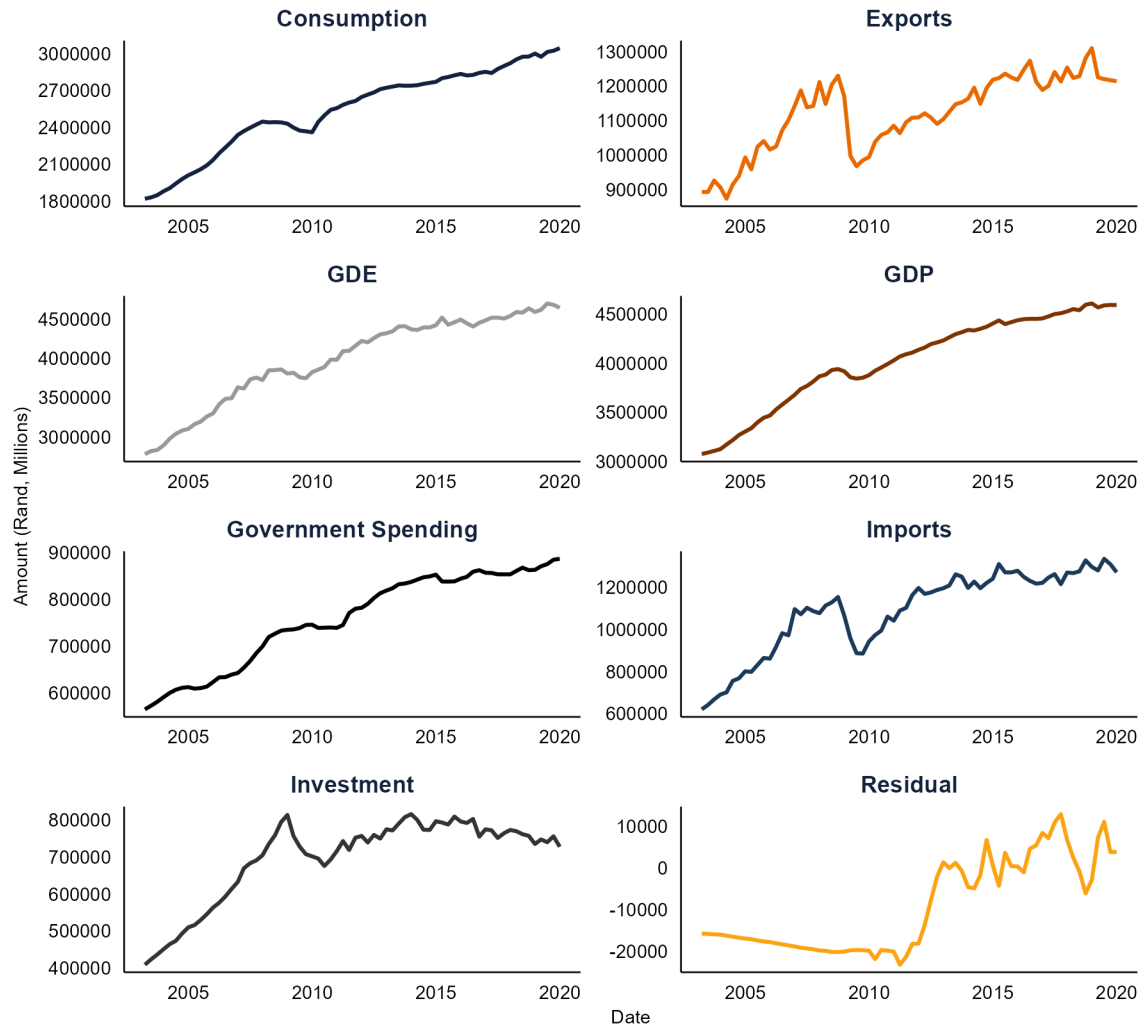 Consumption
3000000
2700000
2400000
2100000
1800000
2005 2010 2015 2020
Exports
1300000
1200000
1100000
1000000
900000
2005 2010 2015 2020
GDE
4500000
4000000
3500000
3000000
2005 2010 2015 2020
GDP
4500000
4000000
3500000
3000000
2005 2010 2015 2020
Government Spending
900000
800000
700000
600000
2005 2010 2015 2020
Imports
1200000
1000000
800000
600000
2005 2010 2015 2020
Investment
800000
700000
600000
500000
400000
2005 2010 2015 2020
Residual
10000
0
-10000
-20000
2005 2010 2015 2020
Amount (Rand, Millions)
Date